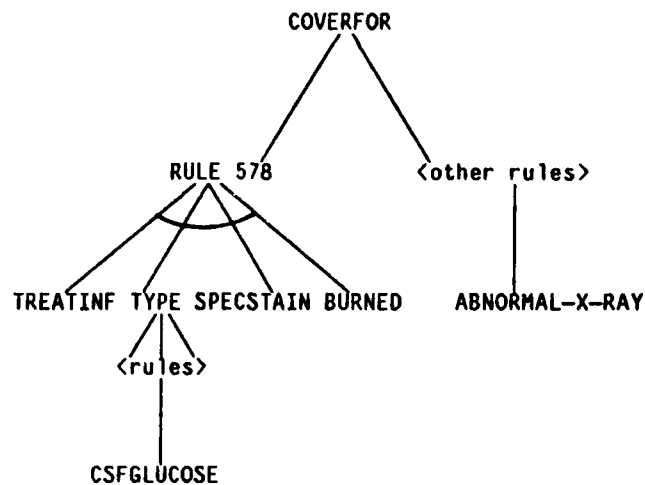 COVERFOR
RULE 578 <other rules>
TREATINF TYPE SPECSTAIN BURNED ABNORMAL-X-RAY
<rules>
CSFGLUCOSE